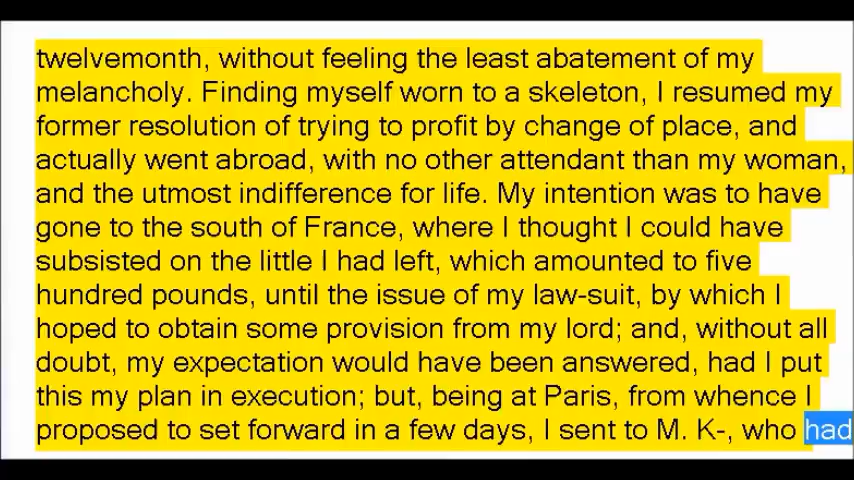 twelvemonth, without feeling the least abatement of my
melancholy. Finding myself worn to a skeleton, I resumed my
former resolution of trying to profit by change of place, and
actually went abroad, with no other attendant than my woman,
and the utmost indifference for life. My intention was to have
gone to the south of France, where I thought I could have
subsisted on the little I had left, which amounted to five
hundred pounds, until the issue of my law-suit, by which I
hoped to obtain some provision from my lord; and, without all
doubt, my expectation would have been answered, had I put
this my plan in execution; but, being at Paris, from whence I
proposed to set forward in a few days, I sent to M. K-, who had